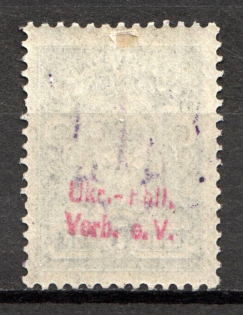 Ukr.-Phil.
Verb. e. V.